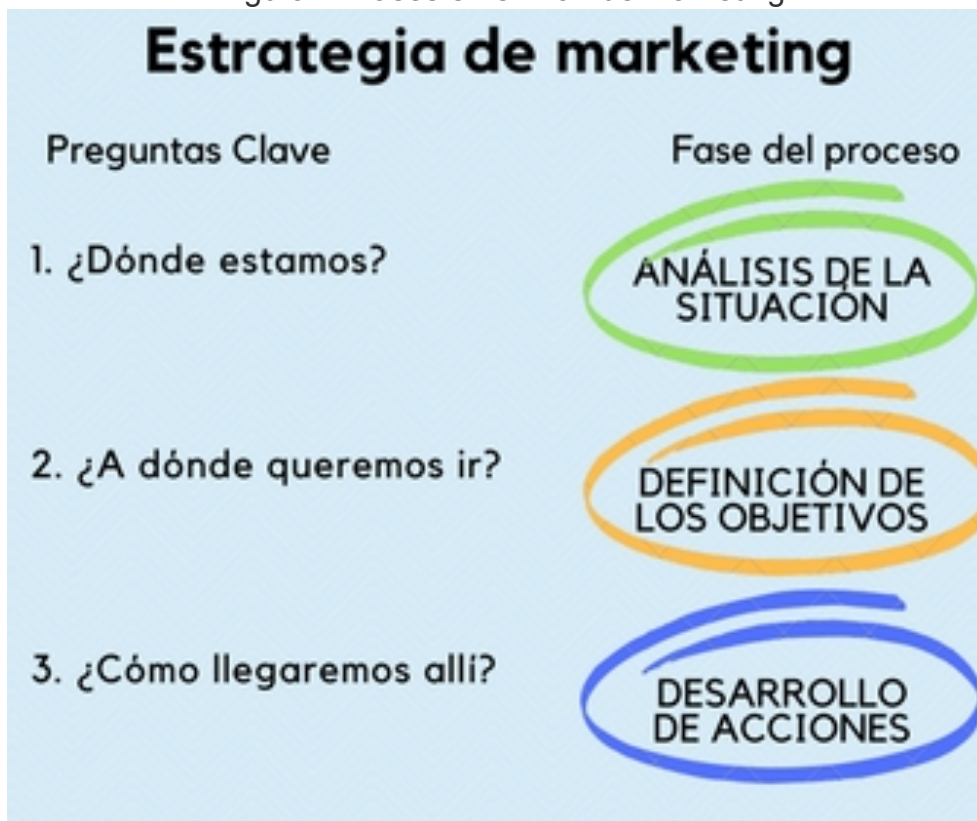 Estrategia de marketing
Preguntas Clave
Fase del proceso
1. ¿Dónde estamos?
ANÁLISIS DE LA
SITUACIÓN
2. ¿A dónde queremos ir?
DEFINICIÓN DE
LOS OBJETIVOS
3. ¿Cómo llegaremos allí?
DESARROLLO
DE ACCIONES